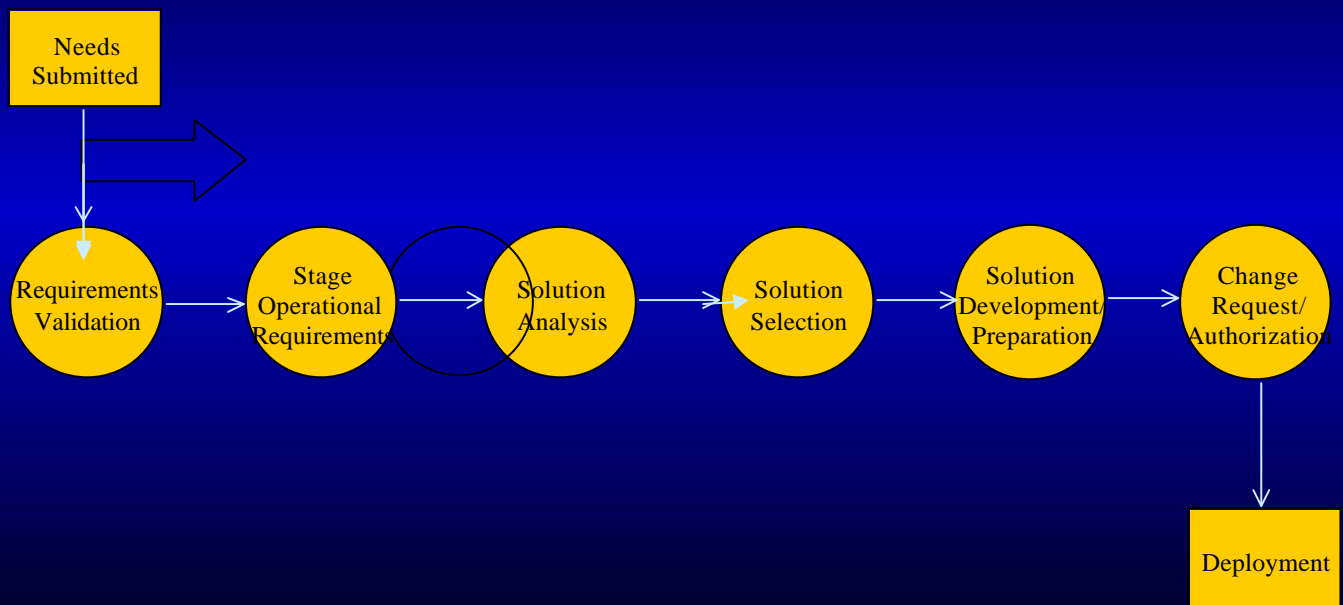 Needs
Submitted
Requirements
Validation
Stage
Operational
Requirements
Solution
Analysis
Solution
Selection
Solution
Development/
Preparation
Change
Request/
Authorization
Deployment